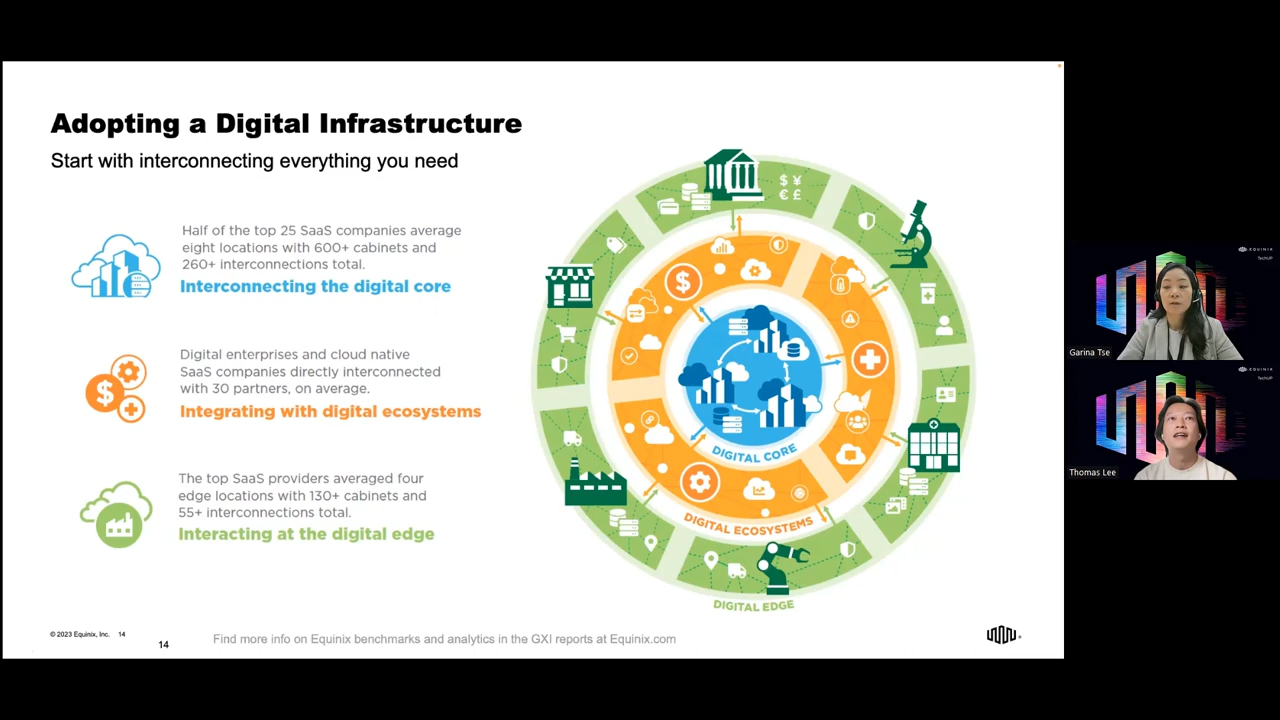 Adopting a Digital Infrastructure
Start with interconnecting everything you need
Half of the top 25 SaaS companies average
eight locations with 600+ cabinets and
260+ interconnections total.
Interconnecting the digital core
Digital enterprises and cloud native
SaaS companies directly interconnected
with 30 partners, on average.
Integrating with digital ecosystems
The top SaaS providers averaged four
edge locations with 130+ cabinets and
55+ interconnections total.
Interacting at the digital edge
$
$ ¥
€ £
$
DIGITAL CORE
DIGITAL ECOSYSTEMS
DIGITAL EDGE
© 2023 Equinix, Inc. 14
14
Find more info on Equinix benchmarks and analytics in the GXI reports at Equinix.com
EQUINIX
TechUP
Garina Tse
EQUINIX
TechUP
Thomas Lee